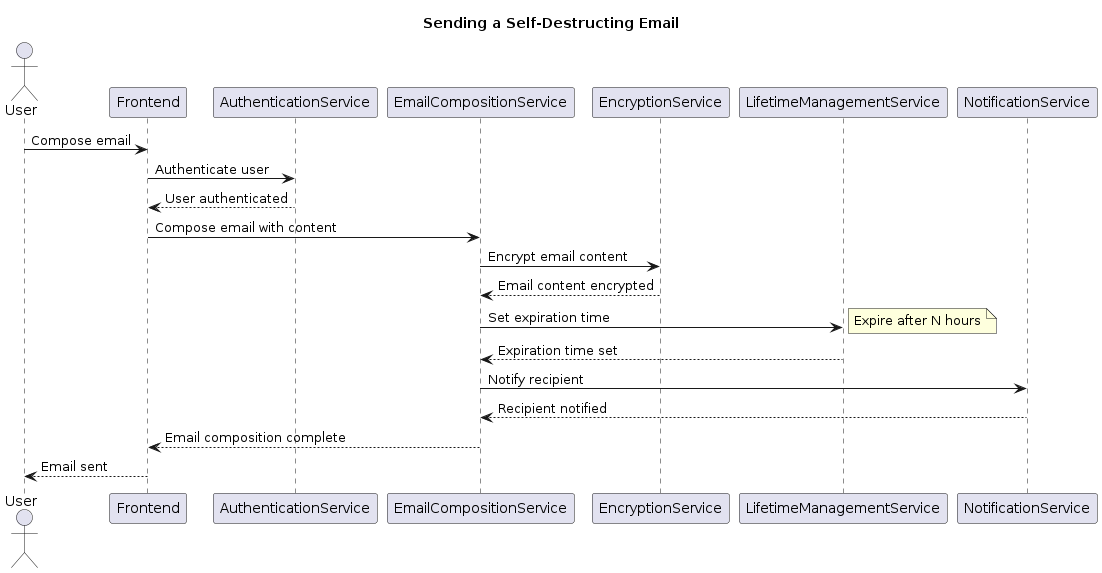 Sending a Self-Destructing Email
User
Frontend
AuthenticationService
EmailCompositionService
EncryptionService
LifetimeManagementService
NotificationService
Compose email
Authenticate user
User authenticated
Compose email with content
Encrypt email content
Email content encrypted
Set expiration time
Expire after N hours
Expiration time set
Notify recipient
Recipient notified
Email composition complete
Email sent
User
Frontend
AuthenticationService
EmailCompositionService
EncryptionService
LifetimeManagementService
NotificationService